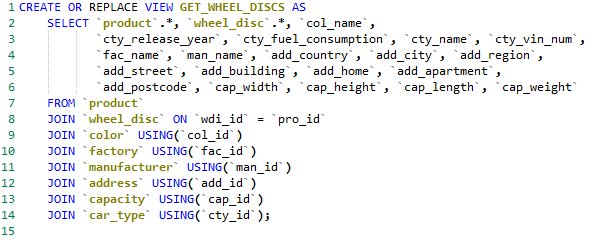 1 CREATE OR REPLACE VIEW GET_WHEEL_DISCS AS
2 SELECT `product`.*, `wheel_disc`.*, `col_name`,
3 `cty_release_year`, `cty_fuel_consumption`, `cty_name`, `cty_vin_num`,
4 `fac_name`, `man_name`, `add_country`, `add_city`, `add_region`,
5 `add_street`, `add_building`, `add_home`, `add_apartment`,
6 `add_postcode`, `cap_width`, `cap_height`, `cap_length`, `cap_weight`
7 FROM `product`
8 JOIN `wheel_disc` ON `wdi_id` = `pro_id`
9 JOIN `color` USING(`col_id`)
10 JOIN `factory` USING(`fac_id`)
11 JOIN `manufacturer` USING(`man_id`)
12 JOIN `address` USING(`add_id`)
13 JOIN `capacity` USING(`cap_id`)
14 JOIN `car_type` USING(`cty_id`);
15